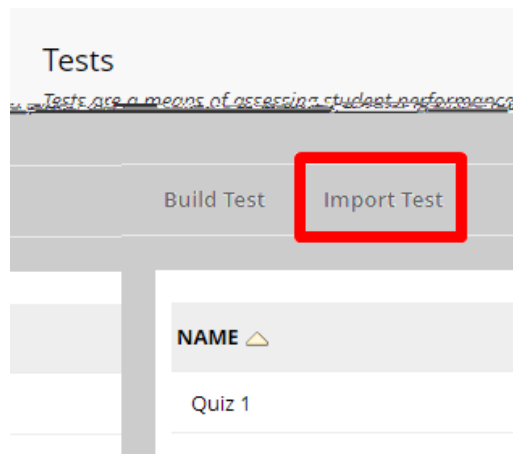 Tests
Tests are a means of assessing student performance
Build Test Import Test
NAME
Quiz 1